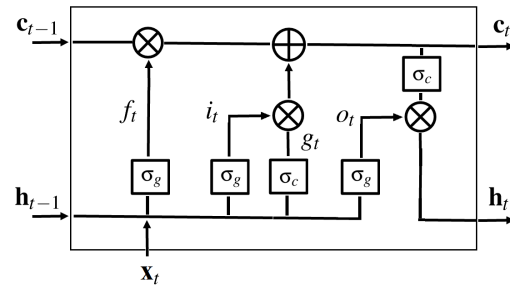 c_{t−1} c_t
σ_c
f_t i_t o_t
g_t
σ_g σ_g σ_c σ_g
h_{t−1} h_t
x_t